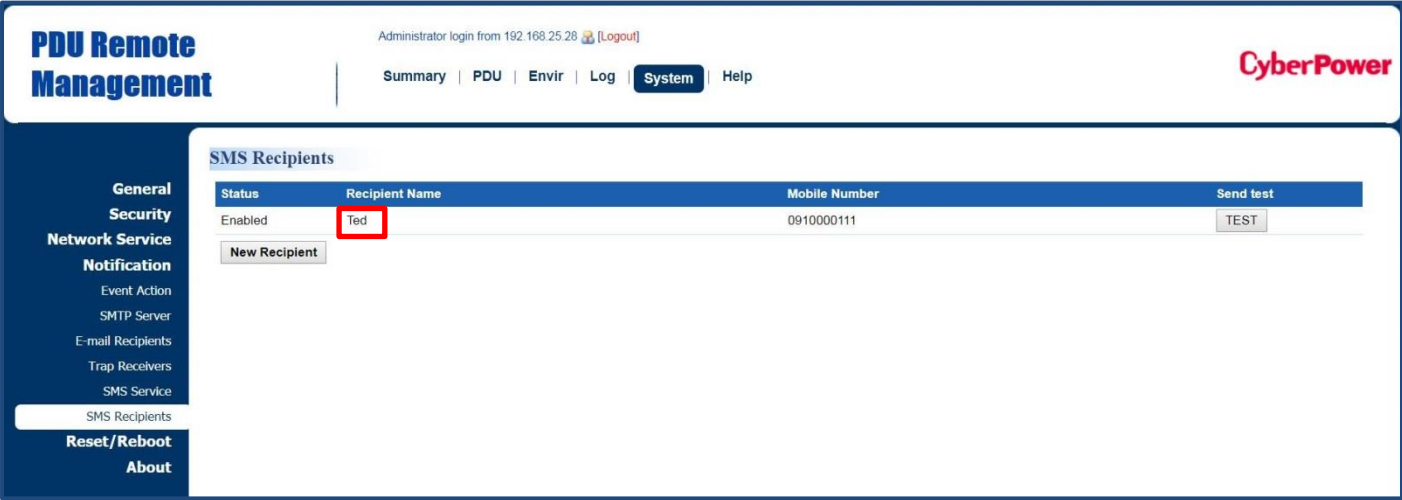 PDU Remote
Management
Administrator login from 192.168.25.28 [Logout]
Summary | PDU | Envir | Log | System | Help
CyberPower
General
Security
Network Service
Notification
Event Action
SMTP Server
E-mail Recipients
Trap Receivers
SMS Service
SMS Recipients
Reset/Reboot
About
SMS Recipients
Status Recipient Name Mobile Number Send test
Enabled Ted 0910000111 TEST
New Recipient